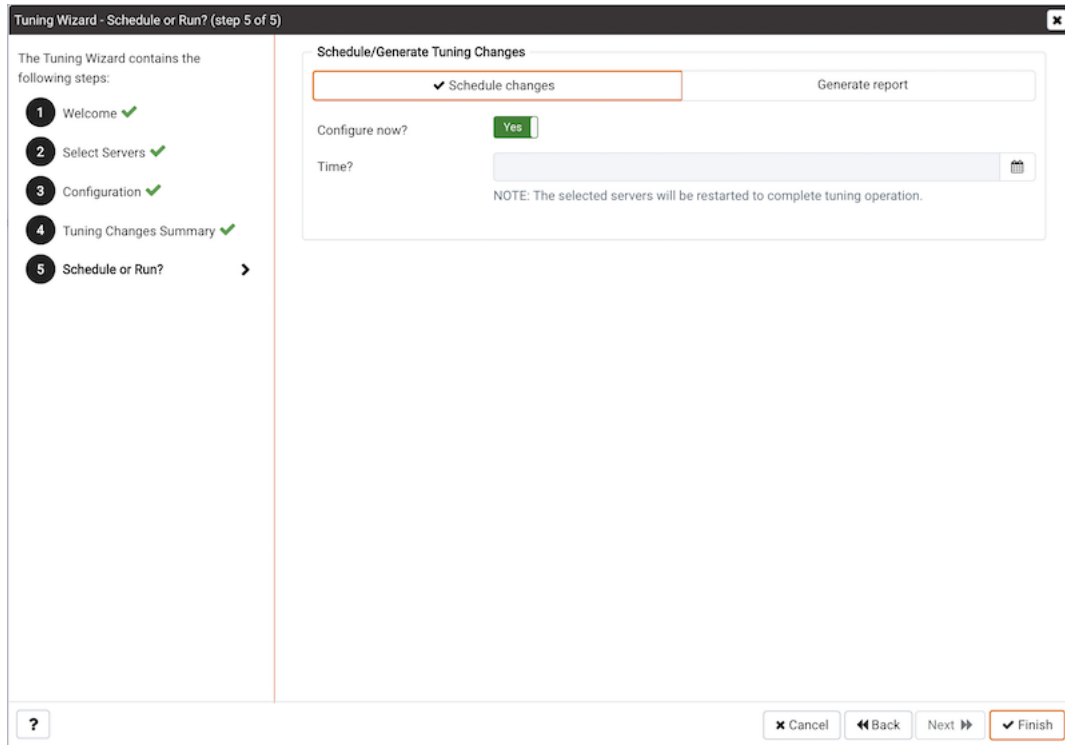 Tuning Wizard - Schedule or Run? (step 5 of 5)
The Tuning Wizard contains the
following steps:
1 Welcome
2 Select Servers
3 Configuration
4 Tuning Changes Summary
5 Schedule or Run?
Schedule/Generate Tuning Changes
Schedule changes
Generate report
Configure now?
Yes
Time?
NOTE: The selected servers will be restarted to complete tuning operation.
?
Cancel
Back
Next
Finish